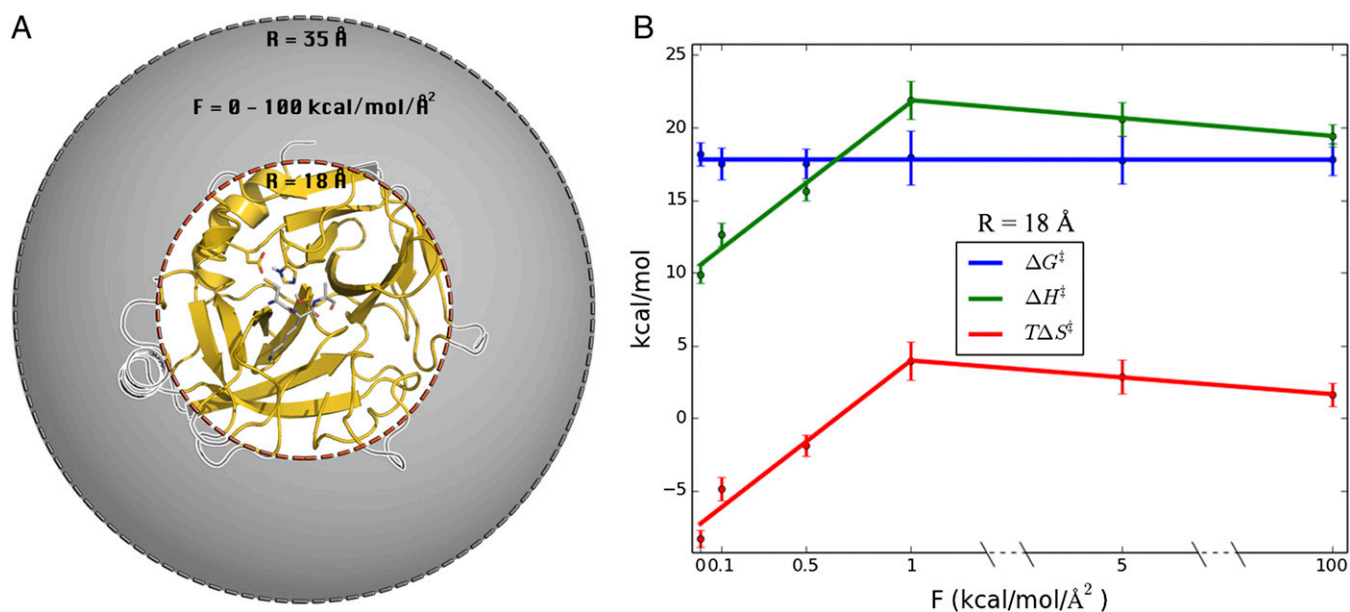 A
R = 35 Å
F = 0 – 100 kcal/mol/Å²
R = 18 Å
B
25
20
15
10
5
0
−5
kcal/mol
R = 18 Å
ΔG‡
ΔH‡
TΔS‡
0 0.1 0.5 1 5 100
F (kcal/mol/Å²)